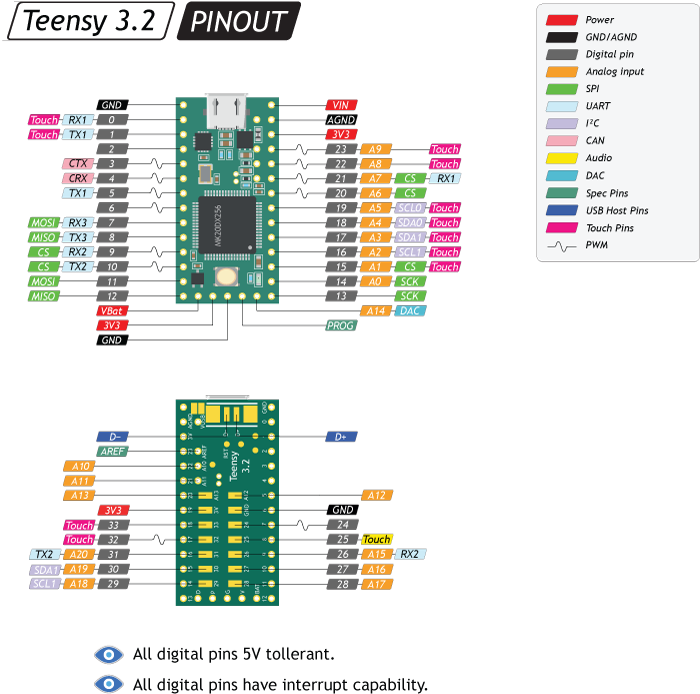 Teensy 3.2 PINOUT
Power
GND/AGND
Digital pin
Analog input
SPI
UART
I²C
CAN
Audio
DAC
Spec Pins
USB Host Pins
Touch Pins
PWM
GND VIN
Touch RX1 0 AGND
Touch TX1 1 3V3
2 23 A9 Touch
CTX 3 22 A8 Touch
CRX 4 21 A7 CS RX1
TX1 5 20 A6 CS
6 19 A5 SCL0 Touch
MOSI RX3 7 18 A4 SDA0 Touch
MISO TX3 8 17 A3 SDA1 Touch
CS RX2 9 16 A2 SCL1 Touch
CS TX2 10 15 A1 CS Touch
MOSI 11 14 A0 SCK
MISO 12 13 SCK
MK20DX256
VBat A14 DAC
3V3 PROG
GND
D- D+
AREF
A10
A11
A13 A12
3V3 GND
Touch 33 24
Touch 32 25 Touch
TX2 A20 31 26 A15 RX2
SDA1 A19 30 27 A16
SCL1 A18 29 28 A17
Teensy
3.2
All digital pins 5V tollerant.
All digital pins have interrupt capability.